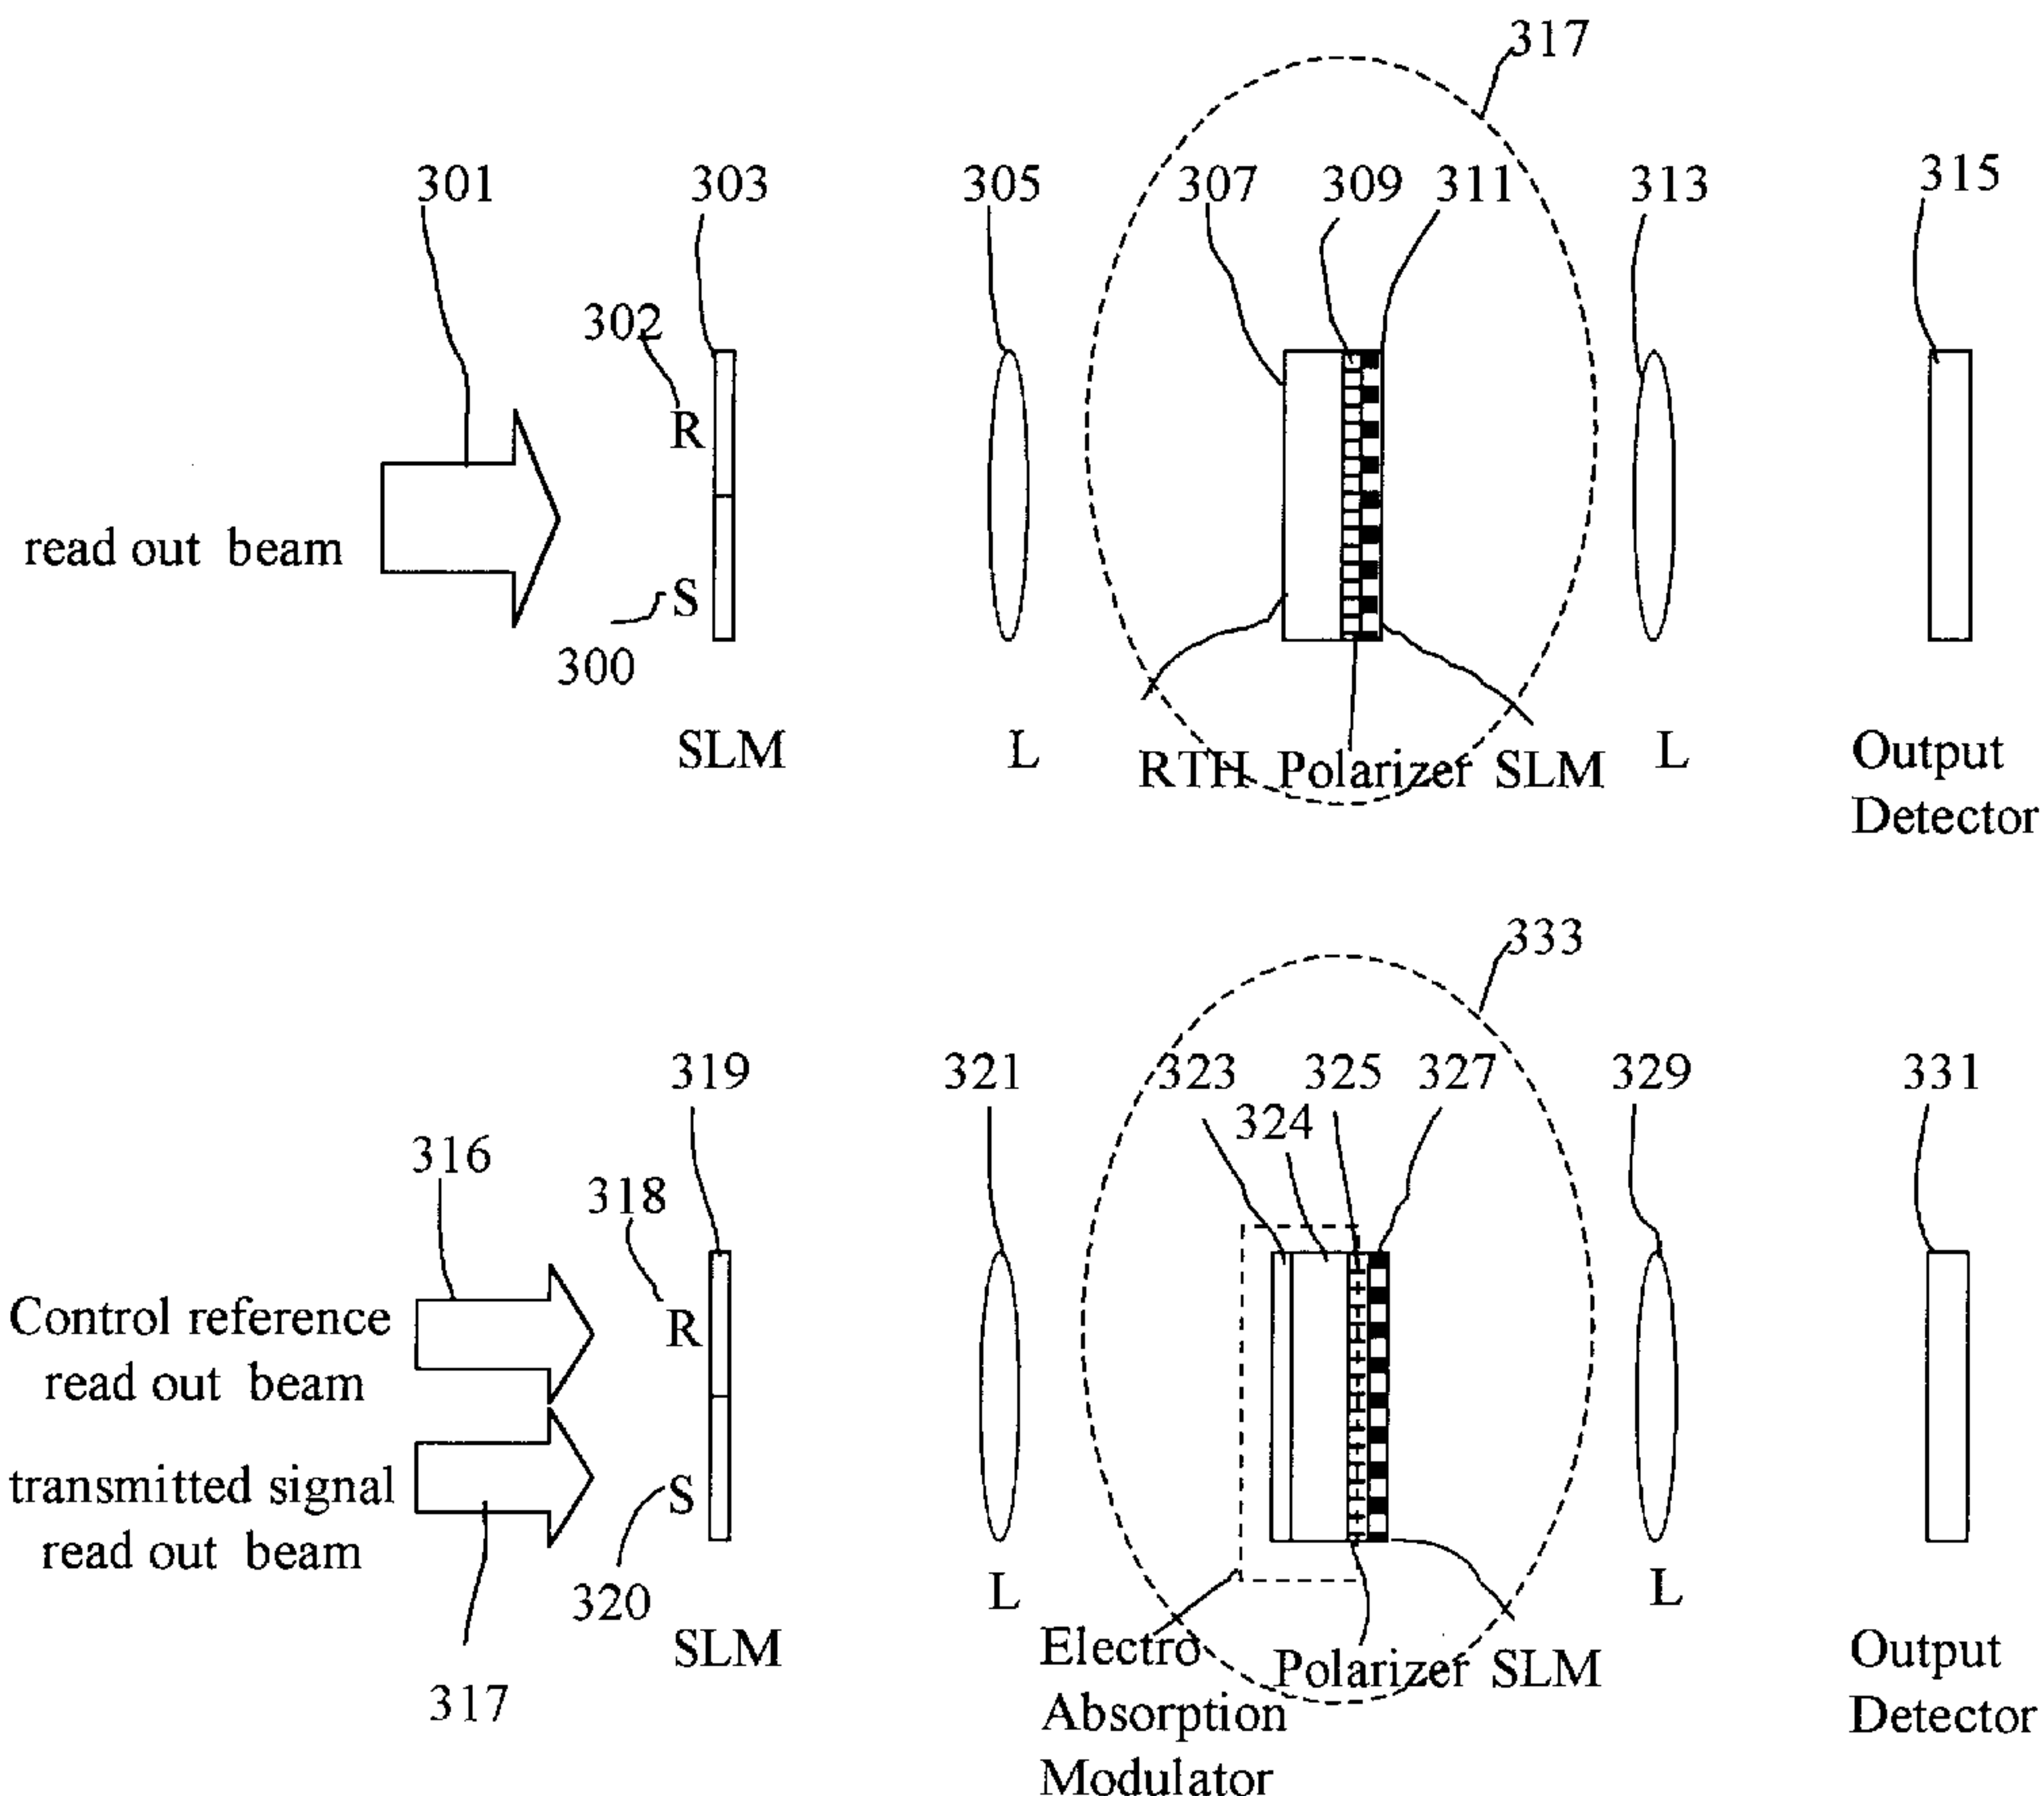 317
301 303 305 307 309 311 313 315
302
R
read out beam
S
300
SLM L RTH Polarizer SLM L Output
Detector
333
319 321 323 325 327 329 331
324
316
318
Control reference R
read out beam
transmitted signal S
read out beam
320
317
SLM L Electro Polarizer SLM L Output
Absorption Detector
Modulator